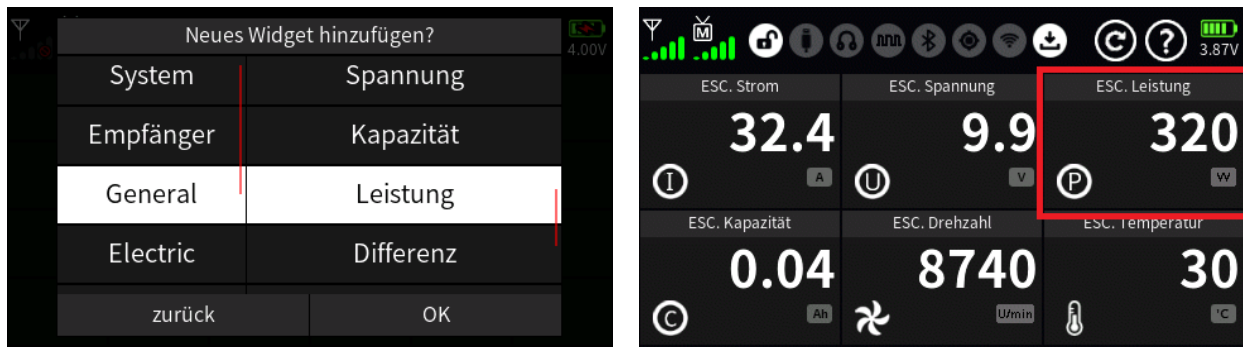 Neues Widget hinzufügen?
4.00V
System Spannung
Empfänger Kapazität
General Leistung
Electric Differenz
zurück OK
M
3.87V
ESC. Strom ESC. Spannung ESC. Leistung
32.4 9.9 320
I A U V P W
ESC. Kapazität ESC. Drehzahl ESC. Temperatur
0.04 8740 30
C Ah U/min °C